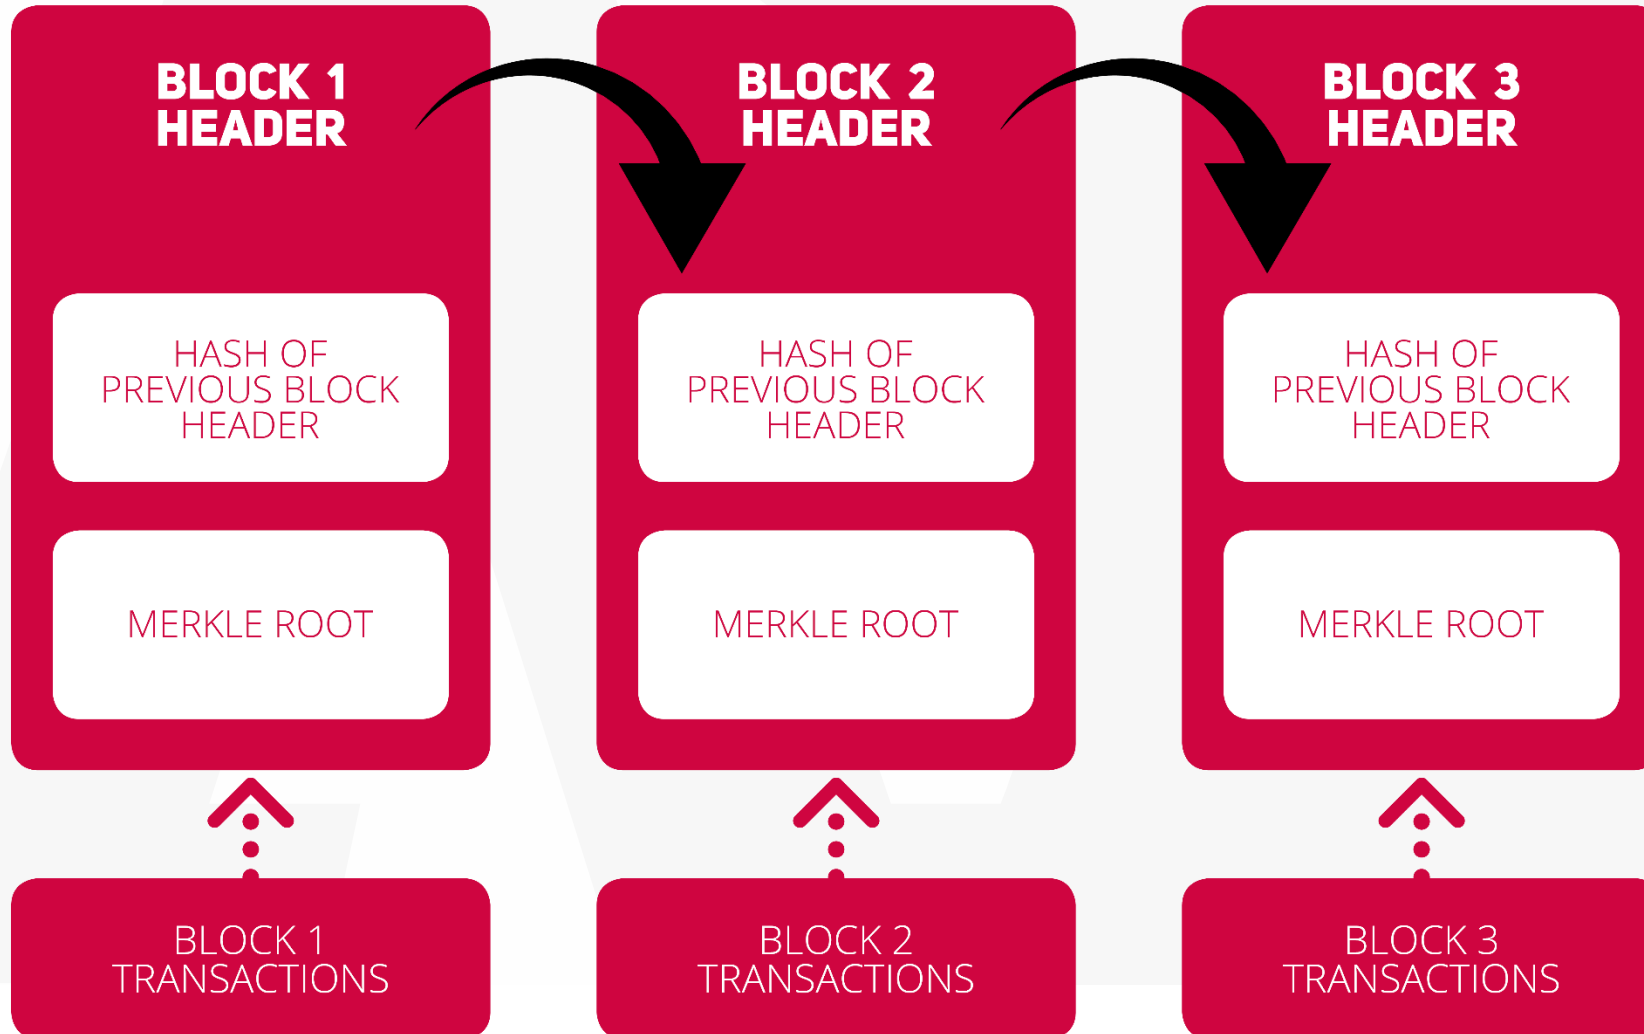 BLOCK 1
HEADER
HASH OF
PREVIOUS BLOCK
HEADER
MERKLE ROOT
BLOCK 1
TRANSACTIONS
BLOCK 2
HEADER
HASH OF
PREVIOUS BLOCK
HEADER
MERKLE ROOT
BLOCK 2
TRANSACTIONS
BLOCK 3
HEADER
HASH OF
PREVIOUS BLOCK
HEADER
MERKLE ROOT
BLOCK 3
TRANSACTIONS